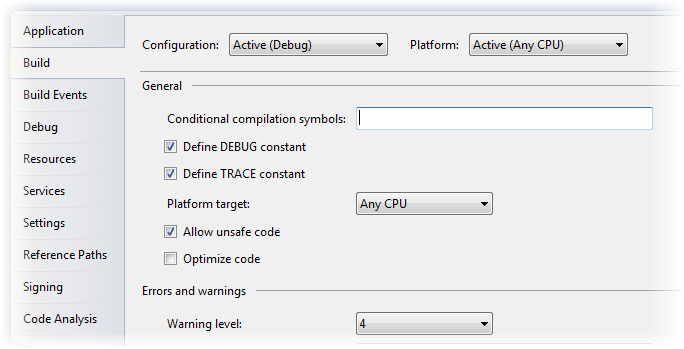 Application
Build
Build Events
Debug
Resources
Services
Settings
Reference Paths
Signing
Code Analysis
Configuration: Active (Debug) Platform: Active (Any CPU)
General
Conditional compilation symbols:
Define DEBUG constant
Define TRACE constant
Platform target: Any CPU
Allow unsafe code
Optimize code
Errors and warnings
Warning level: 4